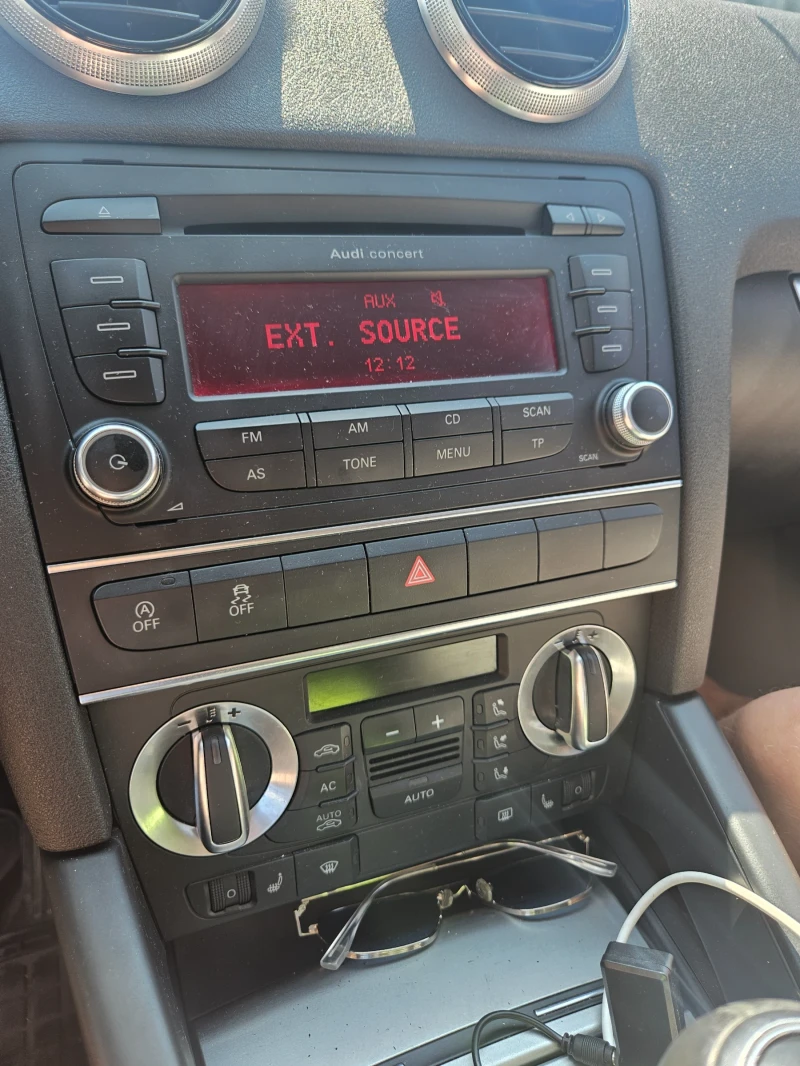 Audi concert
AUX
EXT. SOURCE
12 12
FM
AM
CD
SCAN
AS
TONE
MENU
TP
SCAN
A
OFF
OFF
- +
- +
- +
AC
AUTO
AUTO